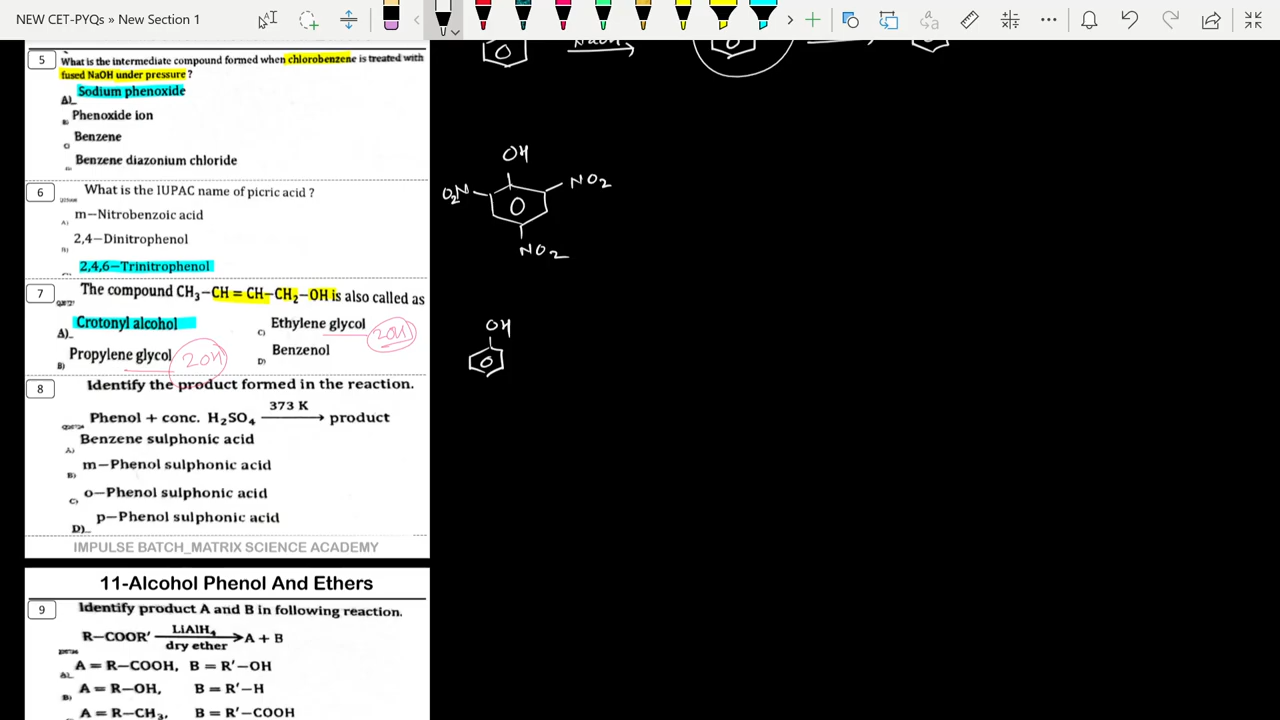 NEW CET-PYQs » New Section 1
5 What is the intermediate compound formed when chlorobenzene is treated with
fused NaOH under pressure ?
A) Sodium phenoxide
Phenoxide ion
Benzene
Benzene diazonium chloride
6 What is the IUPAC name of picric acid ?
A) m−Nitrobenzoic acid
B) 2,4−Dinitrophenol
2,4,6−Trinitrophenol
7 The compound CH₃−CH = CH−CH₂−OH is also called as
A) Crotonyl alcohol
C) Ethylene glycol 2OH
B) Propylene glycol 2OH
D) Benzenol
8 Identify the product formed in the reaction.
373 K
Phenol + conc. H₂SO₄ ⟶ product
A) Benzene sulphonic acid
B) m−Phenol sulphonic acid
C) o−Phenol sulphonic acid
D) p−Phenol sulphonic acid
IMPULSE BATCH_MATRIX SCIENCE ACADEMY
11-Alcohol Phenol And Ethers
9 Identify product A and B in following reaction.
LiAlH₄
R−COOR′ ⟶ A + B
dry ether
A = R−COOH, B = R′−OH
B) A = R−OH, B = R′−H
A = R−CH₃, B = R′−COOH
OH
O₂N NO₂
NO₂
OH